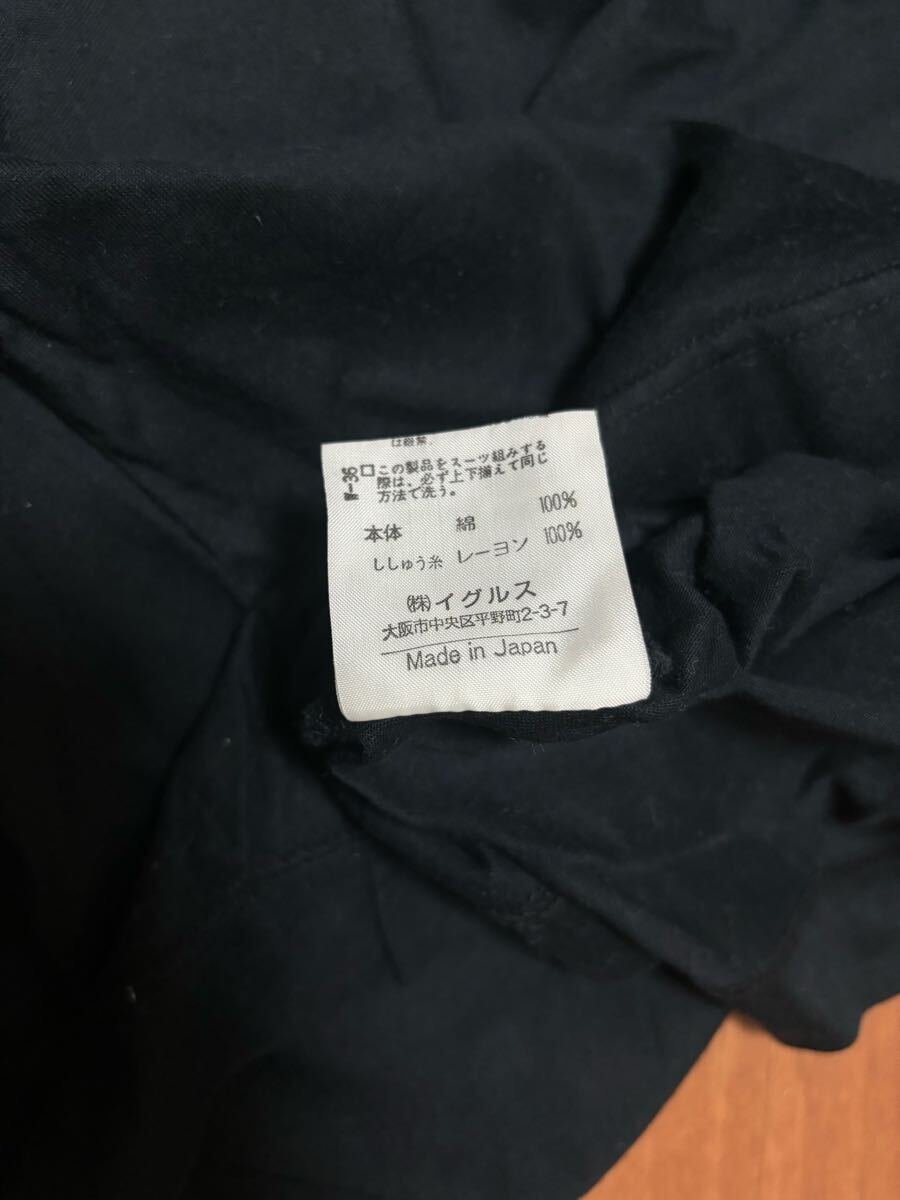 は厳禁。
□この製品をスーツ組みする
際は、必ず上下揃えて同じ
方法で洗う。
本体 綿 100%
ししゅう糸 レーヨン 100%
㈱イグルス
大阪市中央区平野町2-3-7
Made in Japan